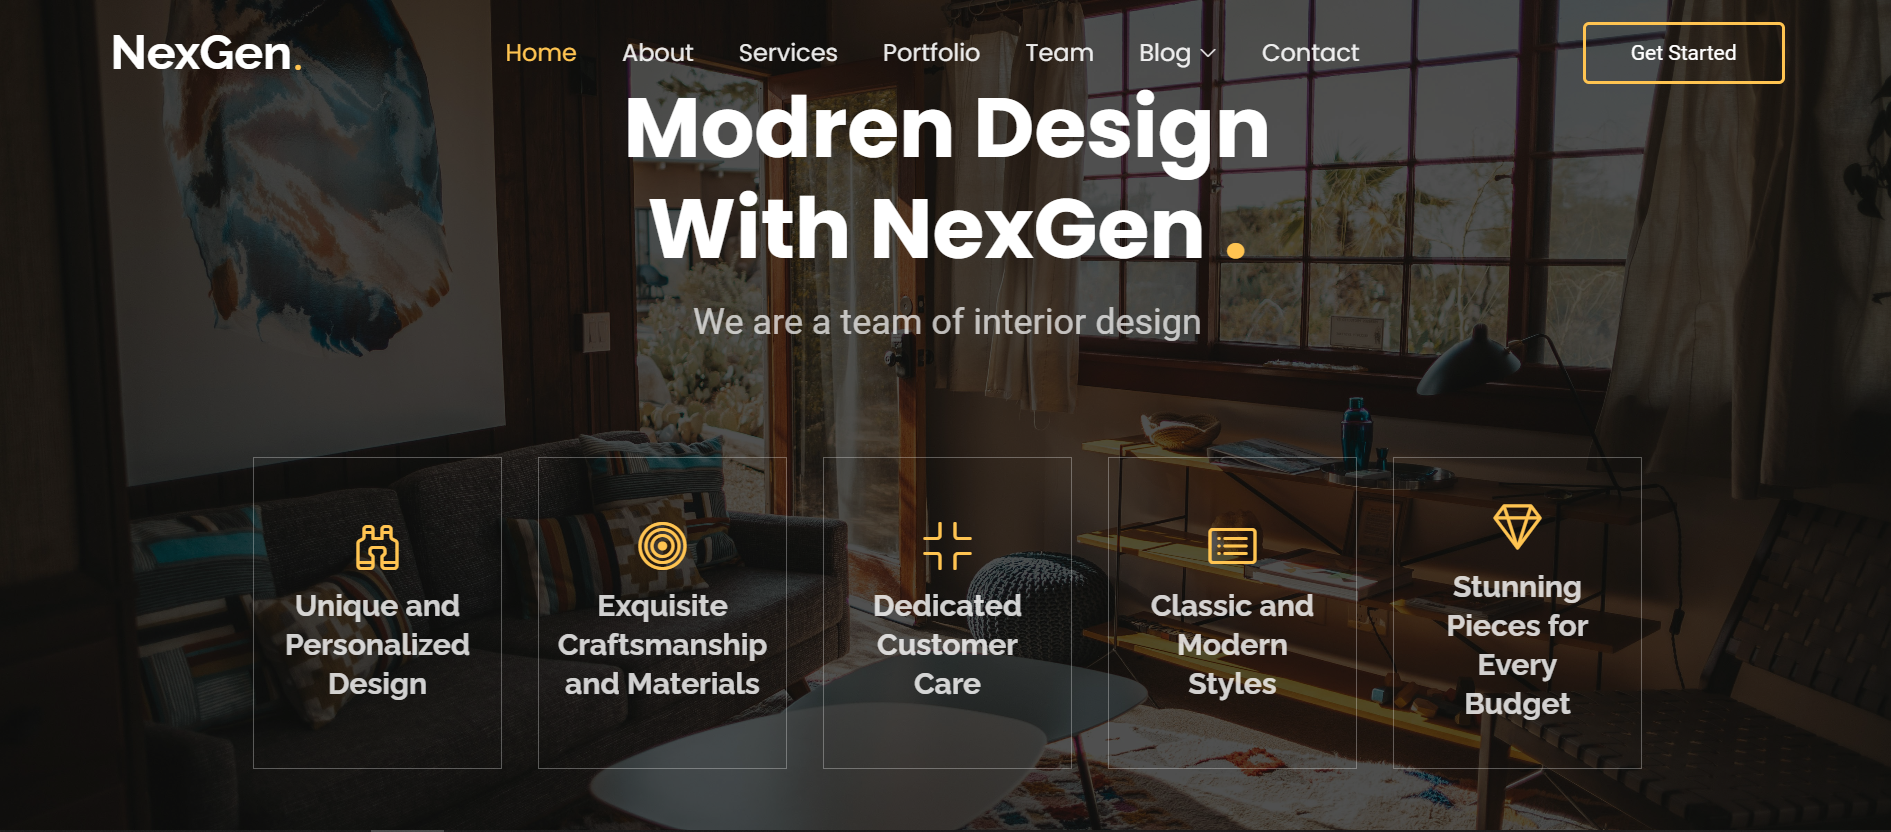 NexGen.
Home About Services Portfolio Team Blog Contact
Get Started
Modren Design
With NexGen .
We are a team of interior design
Unique and
Personalized
Design
Exquisite
Craftsmanship
and Materials
Dedicated
Customer
Care
Classic and
Modern
Styles
Stunning
Pieces for
Every
Budget